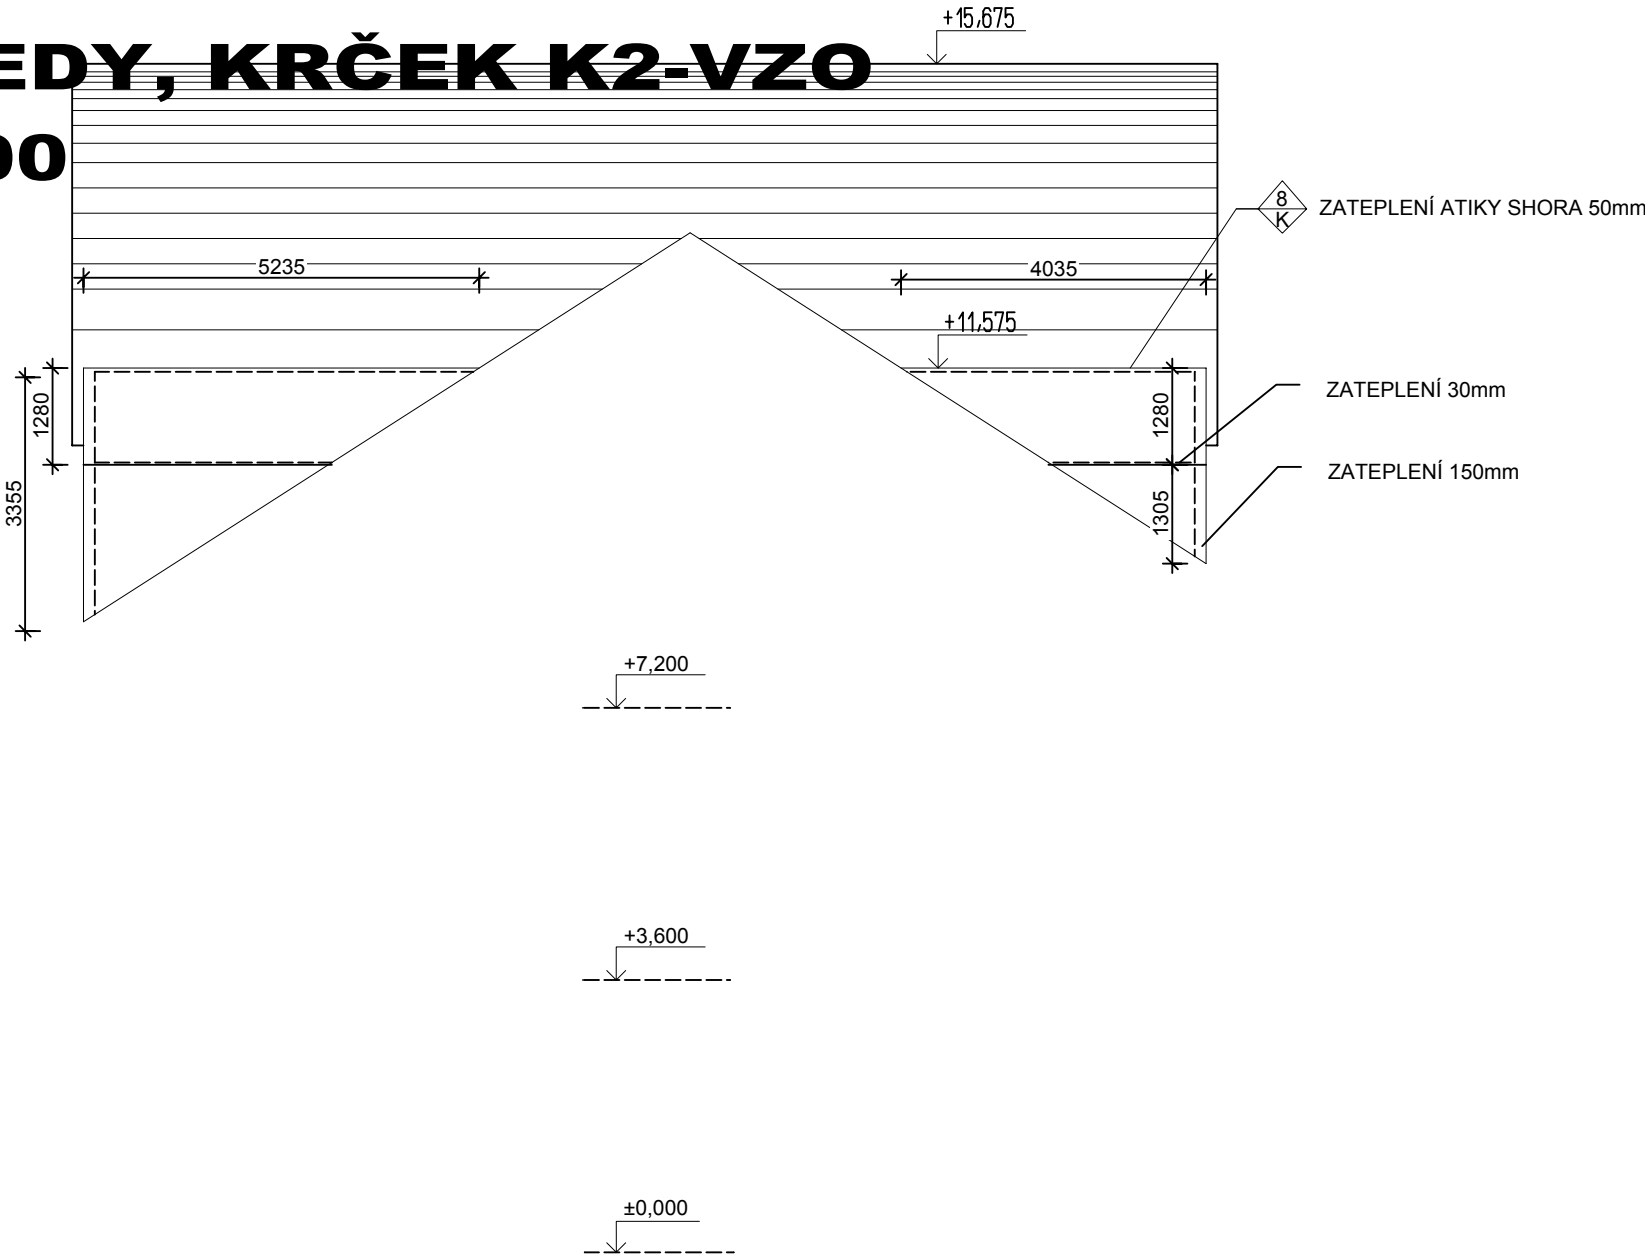 +15,675
EDY, KRČEK K2-VZO
00
8
K
ZATEPLENÍ ATIKY SHORA 50mm
5235
4035
+11,575
1280
1280
ZATEPLENÍ 30mm
ZATEPLENÍ 150mm
3355
1305
+7,200
+3,600
±0,000